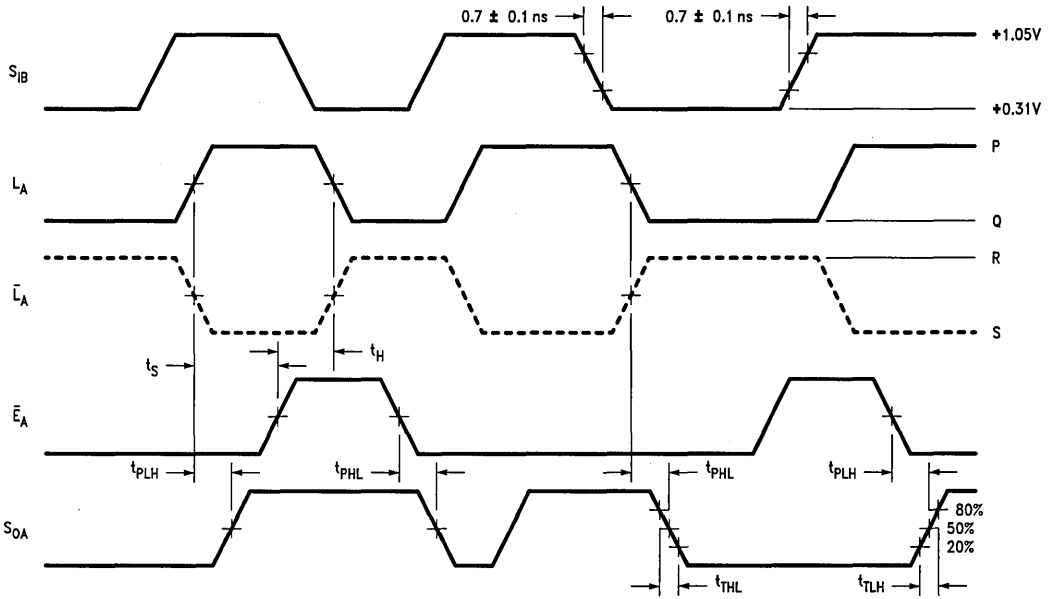 0.7 ± 0.1 ns
0.7 ± 0.1 ns
+1.05V
S_IB
+0.31V
P
L_A
Q
R
L̅_A
S
t_S
t_H
E̅_A
t_PLH
t_PHL
t_PHL
t_PLH
80%
S_OA
50%
20%
t_THL
t_TLH